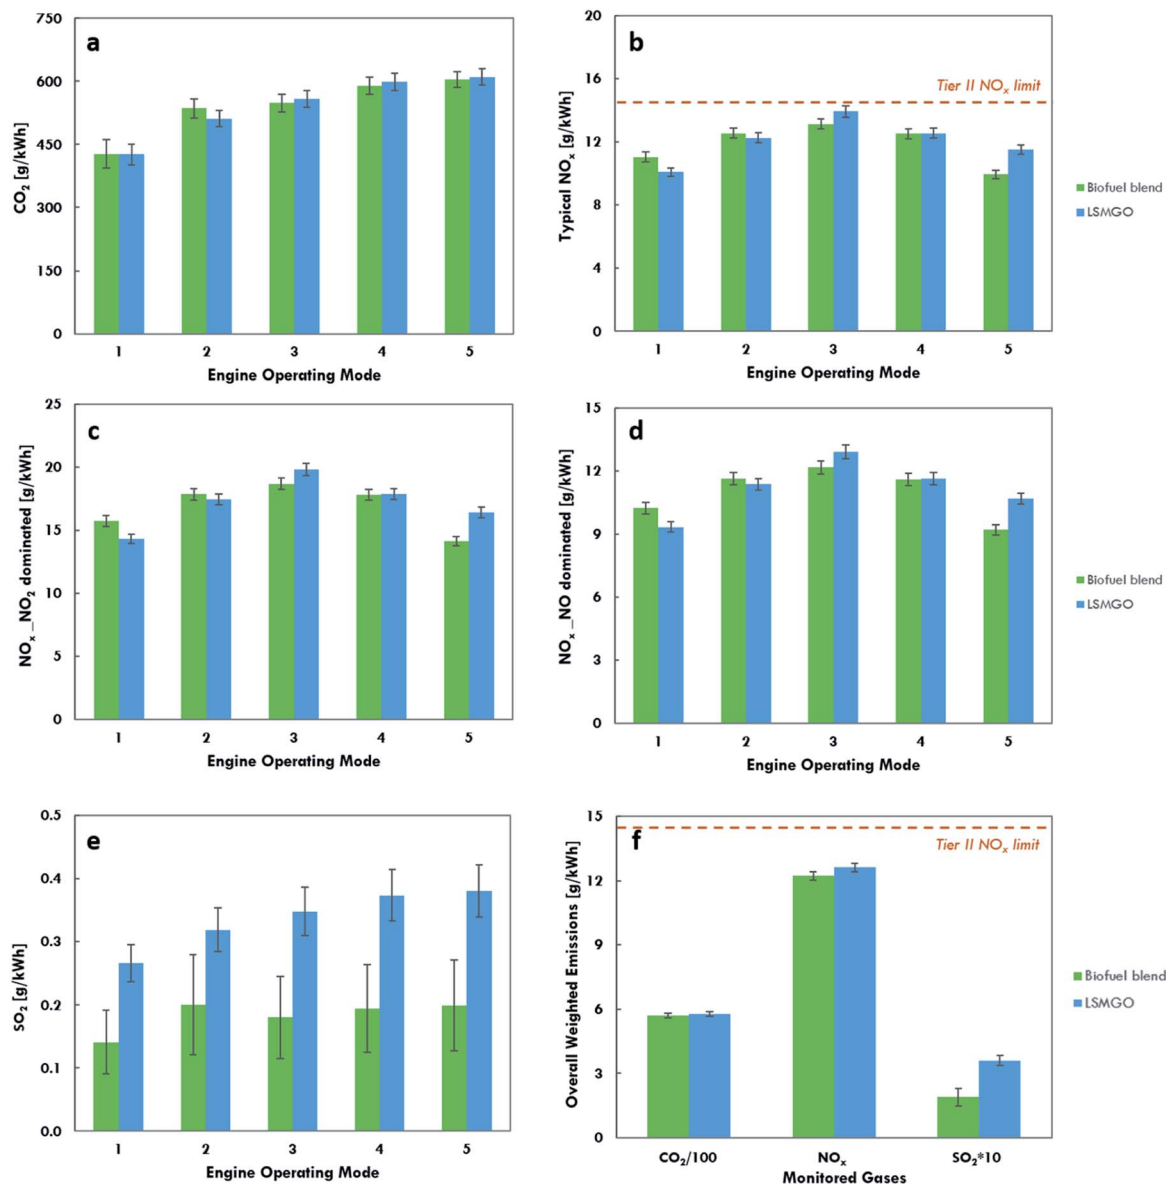 a
CO₂ [g/kWh]
750
600
450
300
150
0
1 2 3 4 5
Engine Operating Mode
b
Typical NOₓ [g/kWh]
20
16
12
8
4
0
Tier II NOₓ limit
1 2 3 4 5
Engine Operating Mode
Biofuel blend
LSMGO
c
NOₓ_NO₂ dominated [g/kWh]
25
20
15
10
5
0
1 2 3 4 5
Engine Operating Mode
d
NOₓ_NO dominated [g/kWh]
15
12
9
6
3
0
1 2 3 4 5
Engine Operating Mode
Biofuel blend
LSMGO
e
SO₂ [g/kWh]
0.5
0.4
0.3
0.2
0.1
0.0
1 2 3 4 5
Engine Operating Mode
f
Overall Weighted Emissions [g/kWh]
15
12
9
6
3
0
Tier II NOₓ limit
CO₂/100 NOₓ SO₂*10
Monitored Gases
Biofuel blend
LSMGO